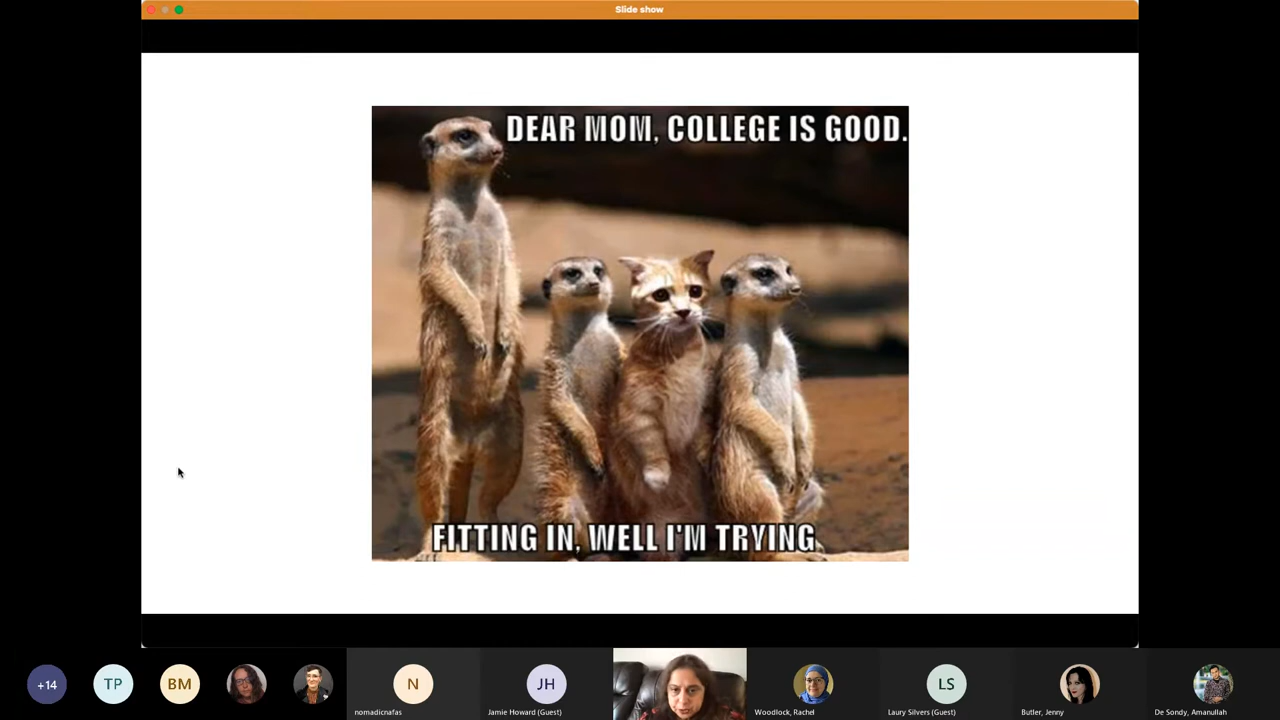 Slide show
DEAR MOM, COLLEGE IS GOOD.
FITTING IN, WELL I'M TRYING
+14
TP
BM
N
JH
LS
nomadicnafas
Jamie Howard (Guest)
Woodlock, Rachel
Laury Silvers (Guest)
Butler, Jenny
De Sondy, Amanullah